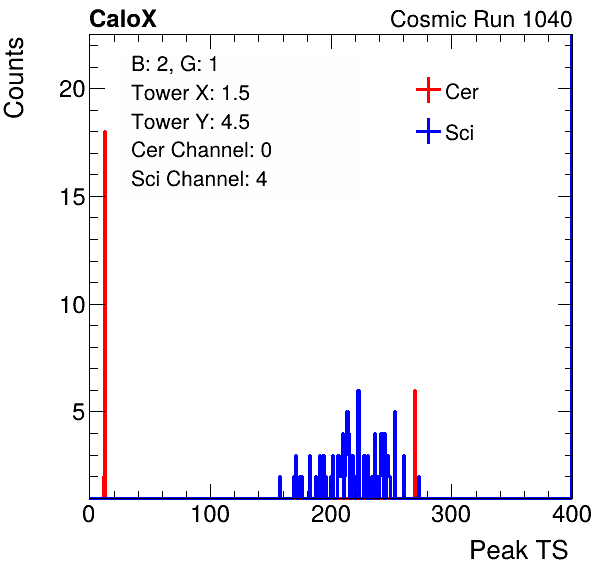 CaloX
Cosmic Run 1040
Counts
B: 2, G: 1
Tower X: 1.5
Tower Y: 4.5
Cer Channel: 0
Sci Channel: 4
Cer
Sci
20
15
10
5
0
100
200
300
400
Peak TS